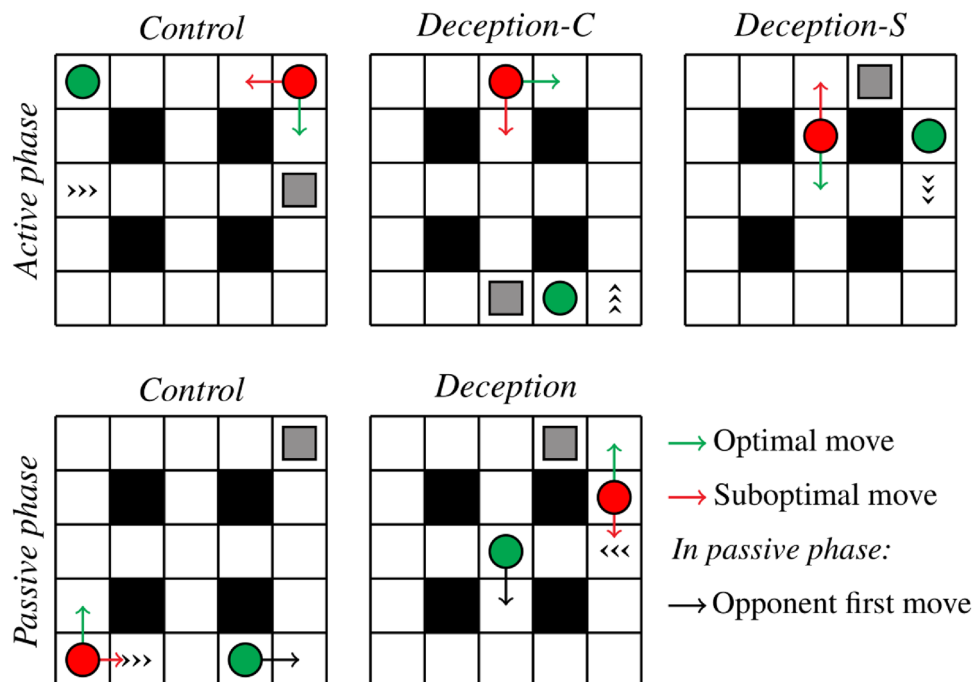 Control
Deception-C
Deception-S
Active phase
Control
Deception
Passive phase
Optimal move
Suboptimal move
In passive phase:
Opponent first move